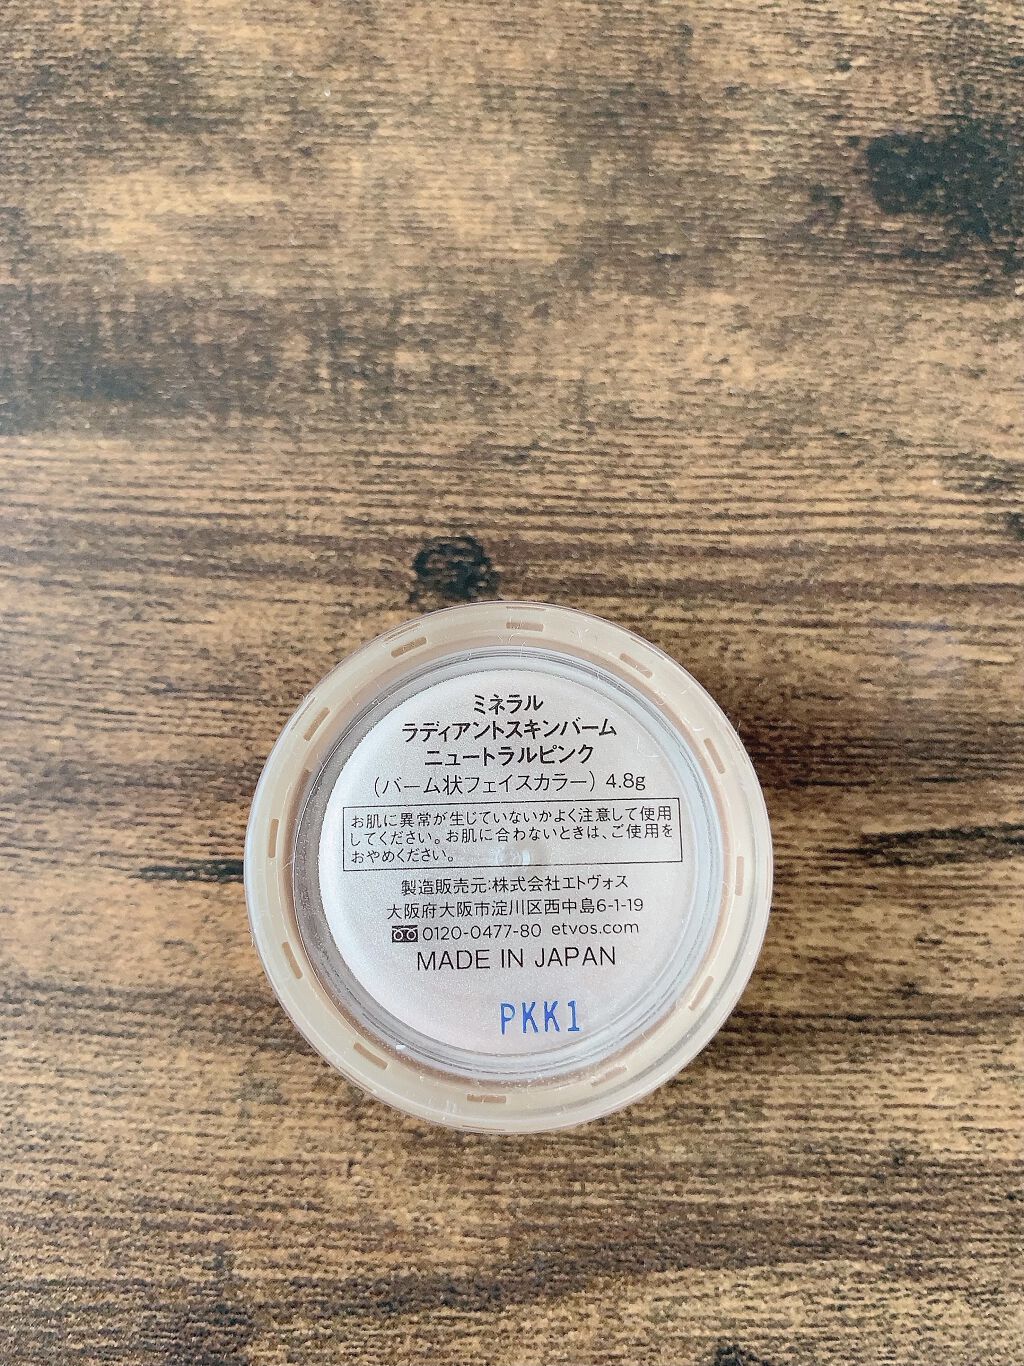 ミネラル
ラディアントスキンバーム
ニュートラルピンク
（バーム状フェイスカラー） 4.8g
お肌に異常が生じていないかよく注意して使用
してください。お肌に合わないときは、ご使用を
おやめください。
製造販売元:株式会社エトヴォス
大阪府大阪市淀川区西中島6-1-19
0120-0477-80 etvos.com
MADE IN JAPAN
PKK1